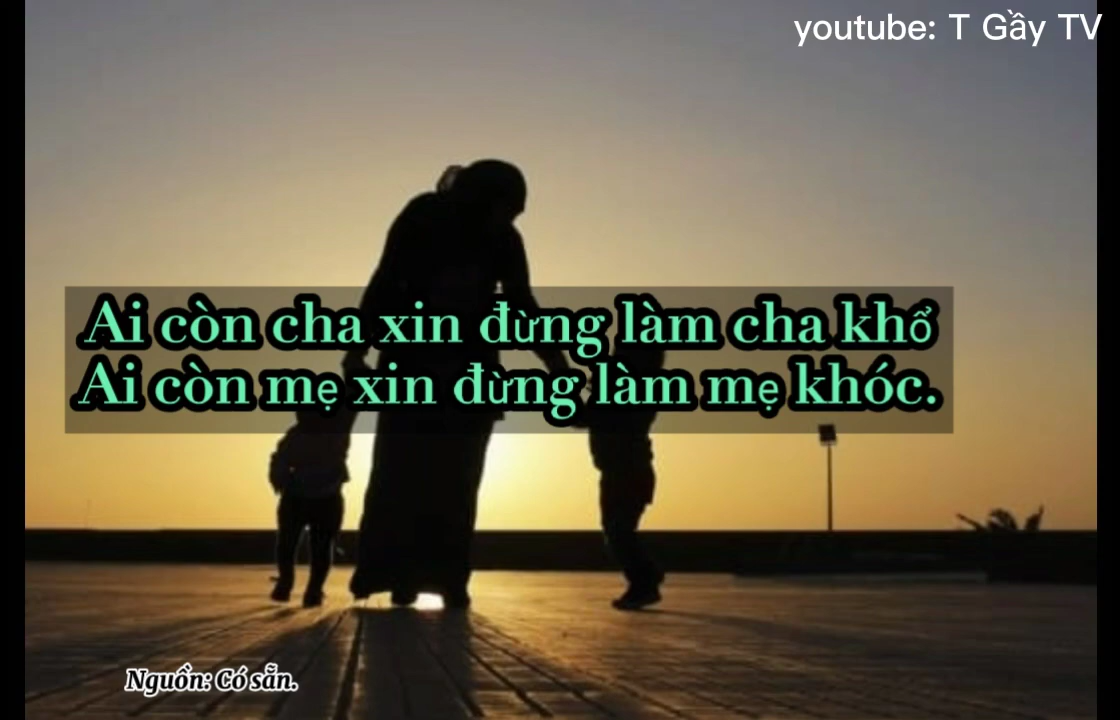 youtube: T Gầy TV
Ai còn cha xin đừng làm cha khổ
Ai còn mẹ xin đừng làm mẹ khóc.
Nguồn: Có sẵn.